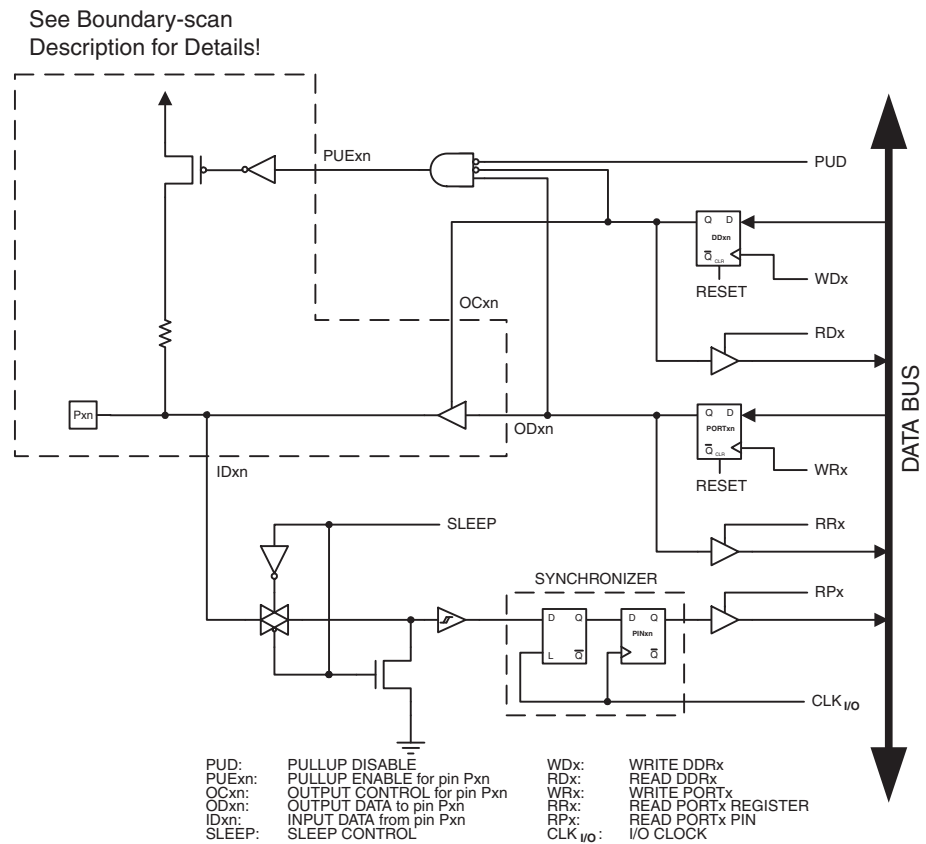 See Boundary-scan
Description for Details!
PUExn
PUD
Q D
DDxn
Q CLR
WDx
RESET
OCxn
RDx
Pxn
ODxn
Q D
PORTxn
Q CLR
WRx
RESET
DATA BUS
IDxn
SLEEP
RRx
SYNCHRONIZER
RPx
D Q
L Q
D Q
PINxn
Q
CLK I/O
PUD: PULLUP DISABLE
PUExn: PULLUP ENABLE for pin Pxn
OCxn: OUTPUT CONTROL for pin Pxn
ODxn: OUTPUT DATA to pin Pxn
IDxn: INPUT DATA from pin Pxn
SLEEP: SLEEP CONTROL
WDx: WRITE DDRx
RDx: READ DDRx
WRx: WRITE PORTx
RRx: READ PORTx REGISTER
RPx: READ PORTx PIN
CLK I/O: I/O CLOCK